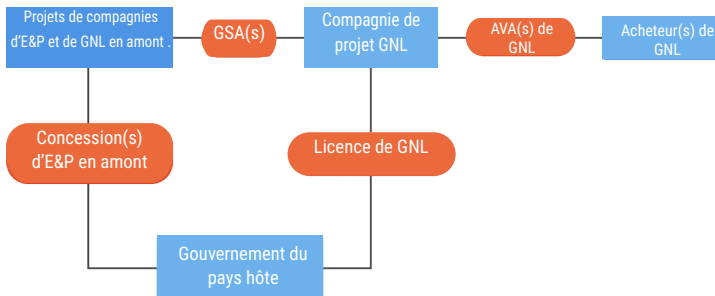 Projets de compagnies
d'E&P et de GNL en amont .
GSA(s)
Compagnie de
projet GNL
AVA(s) de
GNL
Acheteur(s) de
GNL
Concession(s)
d'E&P en amont
Licence de GNL
Gouvernement du
pays hôte